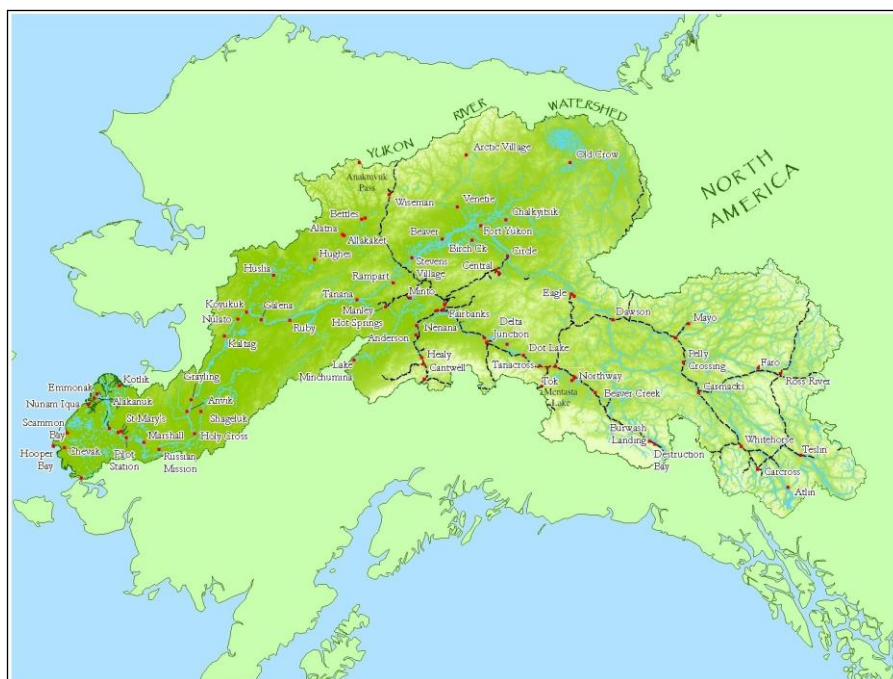 YUKON RIVER WATERSHED
NORTH
AMERICA
Arctic Village
Old Crow
Anaktuvuk
Pass
Wiseman
Venetie
Bettles
Chalkyitsik
Alatna
Allakaket
Beaver
Fort Yukon
Birch Ck
Hughes
Circle
Stevens
Village
Central
Huslia
Rampart
Eagle
Tanana
Minto
Koyukuk
Galena
Manley
Hot Springs
Fairbanks
Dawson
Mayo
Nulato
Ruby
Nenana
Delta
Junction
Kaltag
Anderson
Dot Lake
Pelly
Crossing
Lake
Minchumina
Healy
Cantwell
Tanacross
Faro
Ross River
Tok
Northway
Mentasta
Lake
Beaver Creek
Carmacks
Emmonak
Kotlik
Grayling
Nunam Iqua
Alakanuk
Anvik
St Mary's
Shageluk
Scammon
Bay
Marshall
Holy Cross
Burwash
Landing
Whitehorse
Teslin
Hooper
Bay
Chevak
Pilot
Station
Russian
Mission
Destruction
Bay
Carcross
Atlin